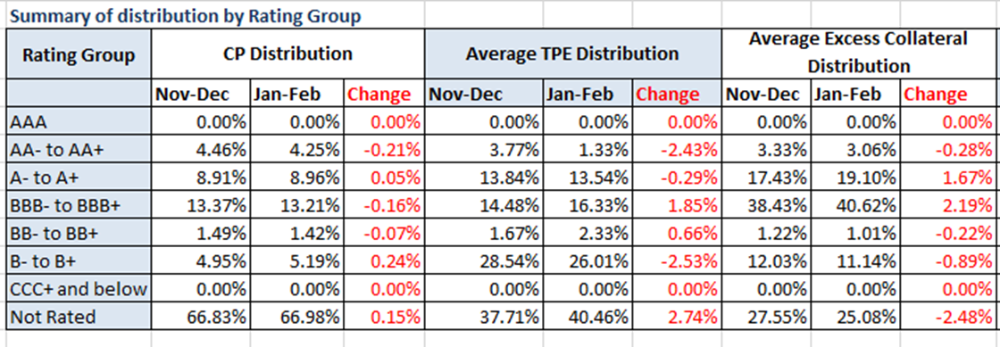 Summary of distribution by Rating Group
Rating Group CP Distribution Average TPE Distribution Average Excess Collateral Distribution
Nov-Dec Jan-Feb Change Nov-Dec Jan-Feb Change Nov-Dec Jan-Feb Change
AAA 0.00% 0.00% 0.00% 0.00% 0.00% 0.00% 0.00% 0.00% 0.00%
AA- to AA+ 4.46% 4.25% -0.21% 3.77% 1.33% -2.43% 3.33% 3.06% -0.28%
A- to A+ 8.91% 8.96% 0.05% 13.84% 13.54% -0.29% 17.43% 19.10% 1.67%
BBB- to BBB+ 13.37% 13.21% -0.16% 14.48% 16.33% 1.85% 38.43% 40.62% 2.19%
BB- to BB+ 1.49% 1.42% -0.07% 1.67% 2.33% 0.66% 1.22% 1.01% -0.22%
B- to B+ 4.95% 5.19% 0.24% 28.54% 26.01% -2.53% 12.03% 11.14% -0.89%
CCC+ and below 0.00% 0.00% 0.00% 0.00% 0.00% 0.00% 0.00% 0.00% 0.00%
Not Rated 66.83% 66.98% 0.15% 37.71% 40.46% 2.74% 27.55% 25.08% -2.48%